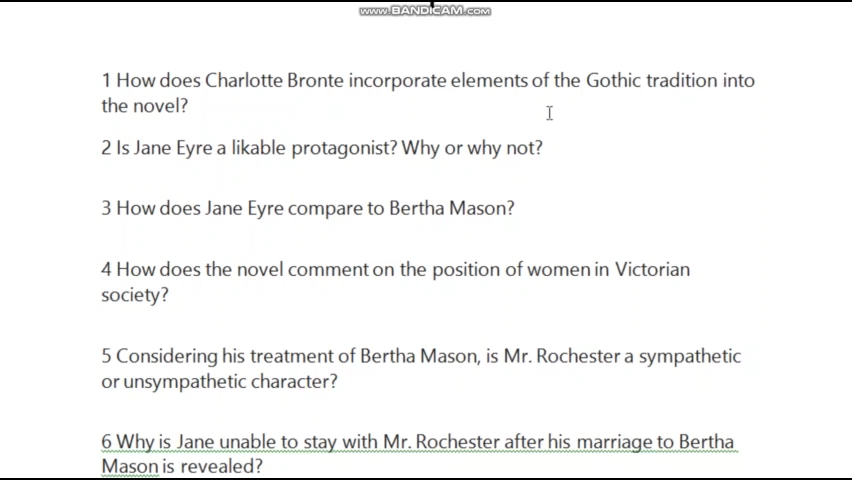 www.BANDICAM.com
1 How does Charlotte Bronte incorporate elements of the Gothic tradition into
the novel?
2 Is Jane Eyre a likable protagonist? Why or why not?
3 How does Jane Eyre compare to Bertha Mason?
4 How does the novel comment on the position of women in Victorian
society?
5 Considering his treatment of Bertha Mason, is Mr. Rochester a sympathetic
or unsympathetic character?
6 Why is Jane unable to stay with Mr. Rochester after his marriage to Bertha
Mason is revealed?